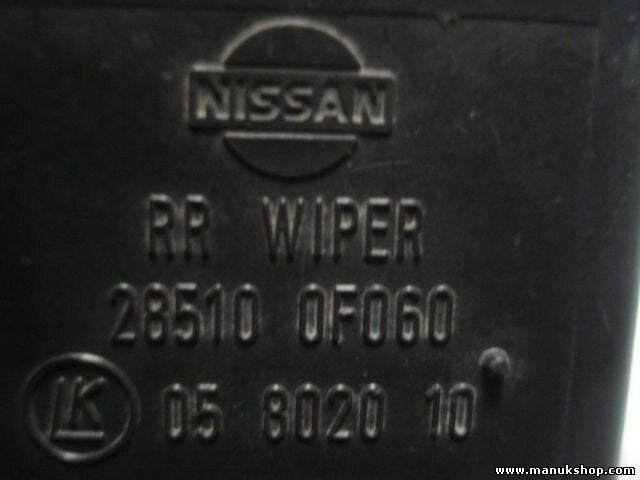 NISSAN
RR WIPER
28510 0F060
LK 05 8020 10
www.manukshop.com